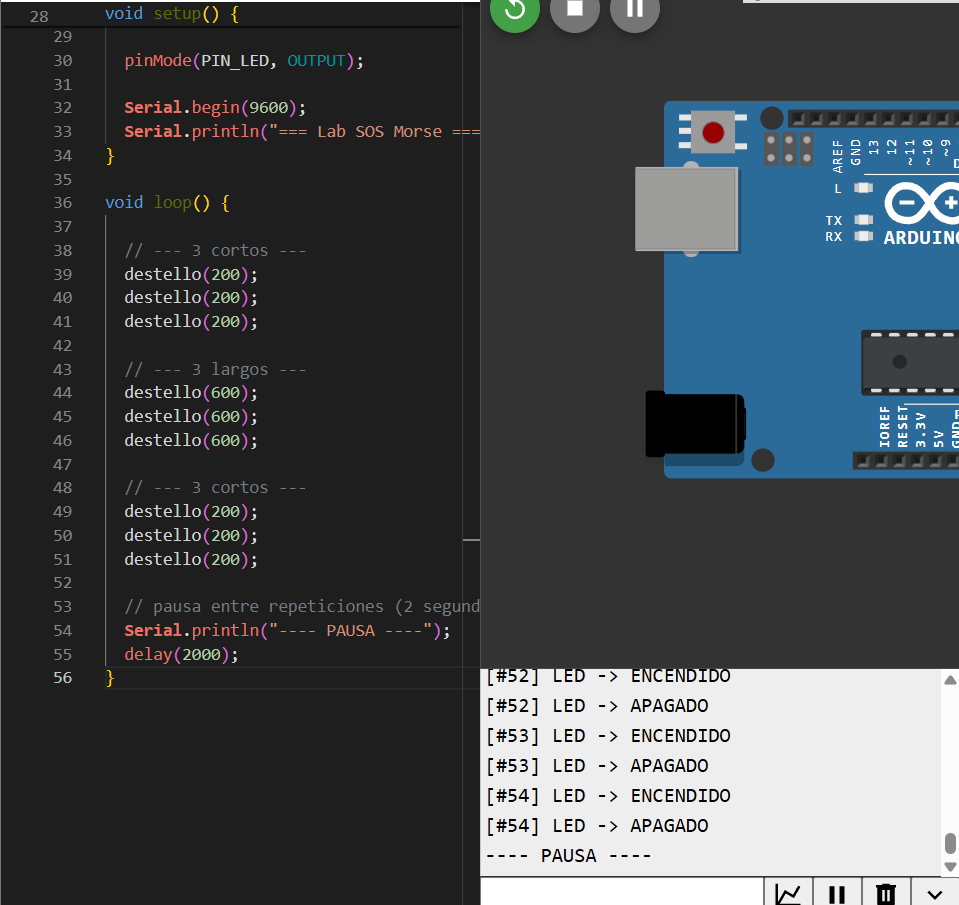 28 void setup() {
29
30 pinMode(PIN_LED, OUTPUT);
31
32 Serial.begin(9600);
33 Serial.println("=== Lab SOS Morse ===
34 }
35
36 void loop() {
37
38 // --- 3 cortos ---
39 destello(200);
40 destello(200);
41 destello(200);
42
43 // --- 3 largos ---
44 destello(600);
45 destello(600);
46 destello(600);
47
48 // --- 3 cortos ---
49 destello(200);
50 destello(200);
51 destello(200);
52
53 // pausa entre repeticiones (2 segund
54 Serial.println("---- PAUSA ----");
55 delay(2000);
56 }
AREF
GND
13
12
~11
~10
~9
D
L
TX
RX
ARDUINO
IOREF
RESET
3.3V
5V
GND
[#52] LED -> ENCENDIDO
[#52] LED -> APAGADO
[#53] LED -> ENCENDIDO
[#53] LED -> APAGADO
[#54] LED -> ENCENDIDO
[#54] LED -> APAGADO
---- PAUSA ----